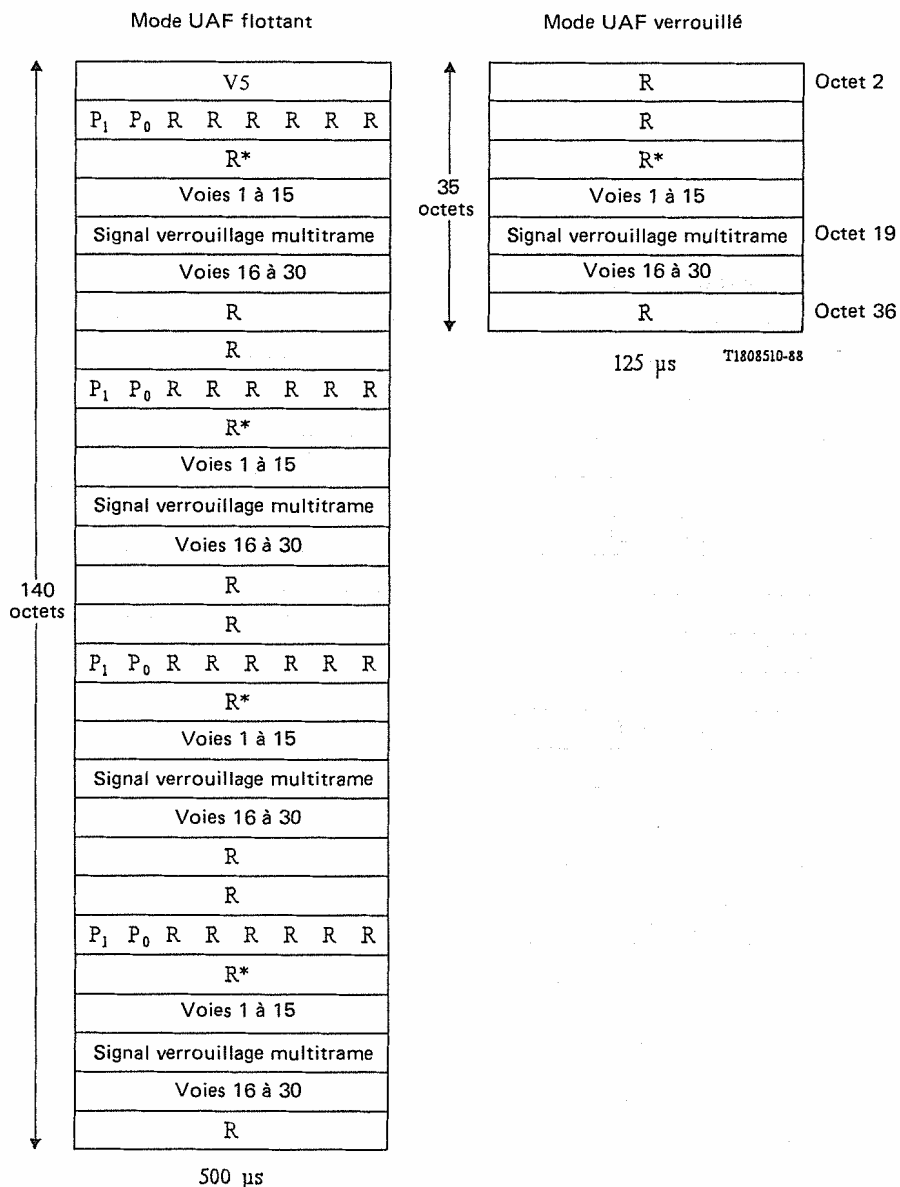 Mode UAF flottant
V5
P1 P0 R R R R R R
R*
Voies 1 à 15
Signal verrouillage multitrame
Voies 16 à 30
R
R
P1 P0 R R R R R R
R*
Voies 1 à 15
Signal verrouillage multitrame
Voies 16 à 30
R
R
P1 P0 R R R R R R
R*
Voies 1 à 15
Signal verrouillage multitrame
Voies 16 à 30
R
R
P1 P0 R R R R R R
R*
Voies 1 à 15
Signal verrouillage multitrame
Voies 16 à 30
R
140
octets
500 µs
Mode UAF verrouillé
R Octet 2
R
R*
Voies 1 à 15
Signal verrouillage multitrame Octet 19
Voies 16 à 30
R Octet 36
35
octets
125 µs
T1808510-88